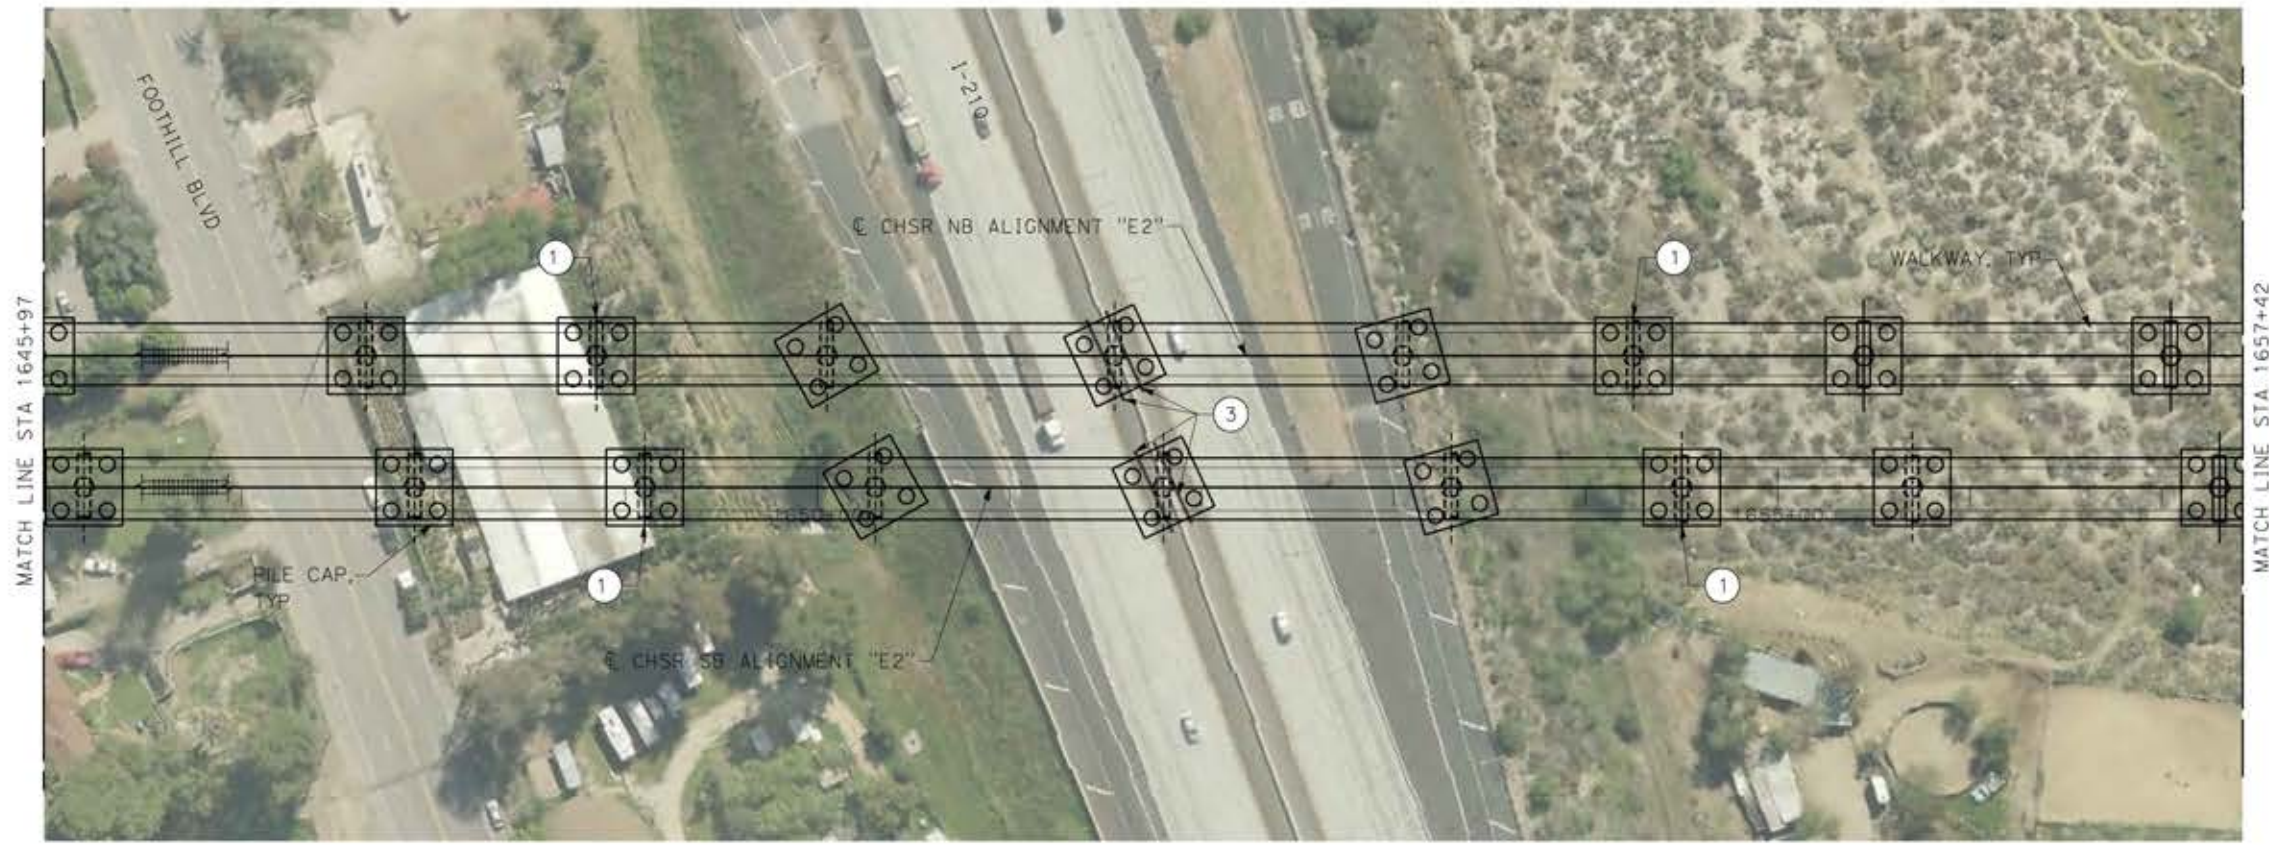 FOOTHILL BLVD
I-210
℄ CHSR NB ALIGNMENT "E2"
1
1
WALKWAY, TYP
MATCH LINE STA 1645+97
MATCH LINE STA 1657+42
3
1655+00
PILE CAP,
TYP
1
1
℄ CHSR SB ALIGNMENT "E2"